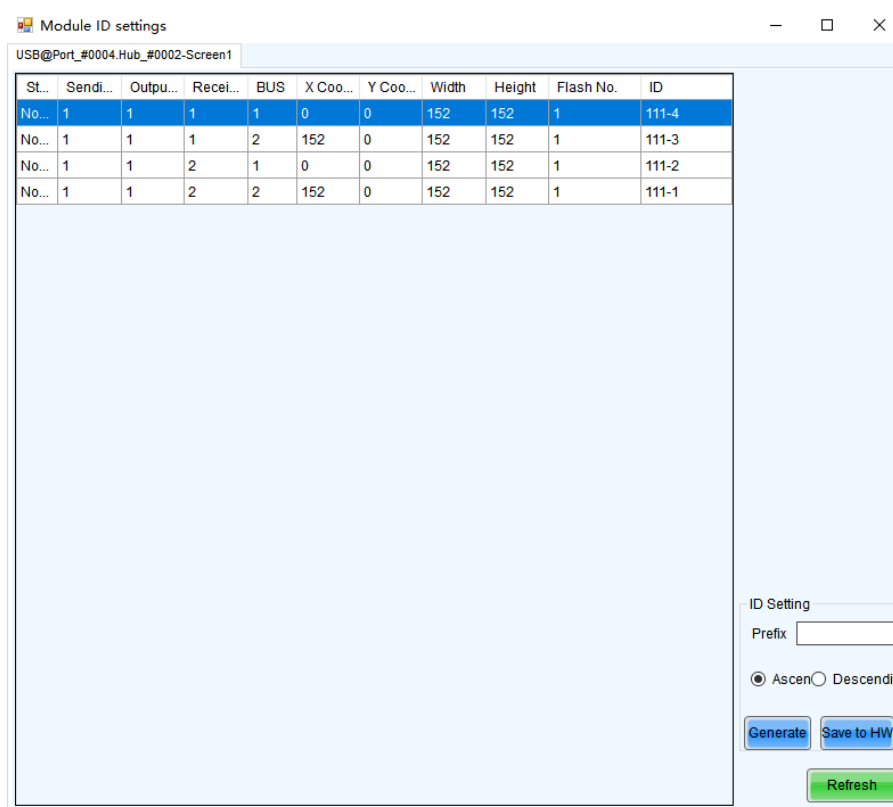 Module ID settings
USB@Port_#0004.Hub_#0002-Screen1
St... Sendi... Outpu... Recei... BUS X Coo... Y Coo... Width Height Flash No. ID
No... 1 1 1 1 0 0 152 152 1 111-4
No... 1 1 1 2 152 0 152 152 1 111-3
No... 1 1 2 1 0 0 152 152 1 111-2
No... 1 1 2 2 152 0 152 152 1 111-1
ID Setting
Prefix
Ascen Descendi
Generate Save to HW
Refresh